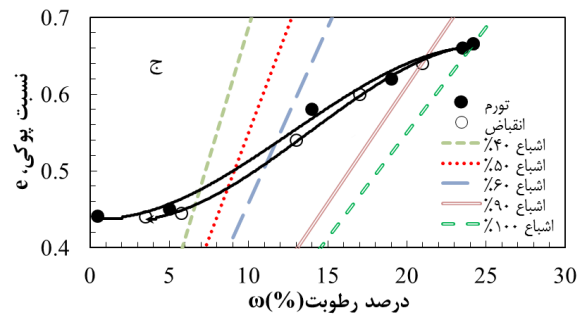 0.7
0.6
0.5
0.4
نسبت پوکی، e
ج
تورم
انقباض
اشباع ۴۰٪
اشباع ۵۰٪
اشباع ۶۰٪
اشباع ۹۰٪
اشباع ۱۰۰٪
0 5 10 15 20 25 30
درصد رطوبت ω(%)